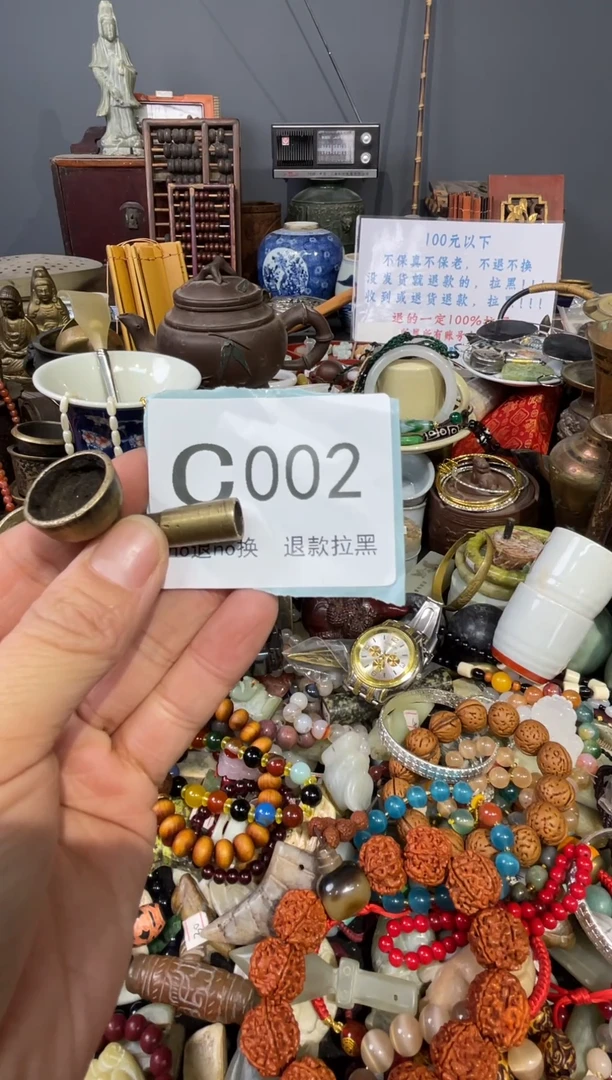 100元以下
不保真不保老，不退不换
没发货就退款的，拉黑!!!
收到或退货退款，拉黑!!!
退的一定100%拉黑
C002
no退no换 退款拉黑